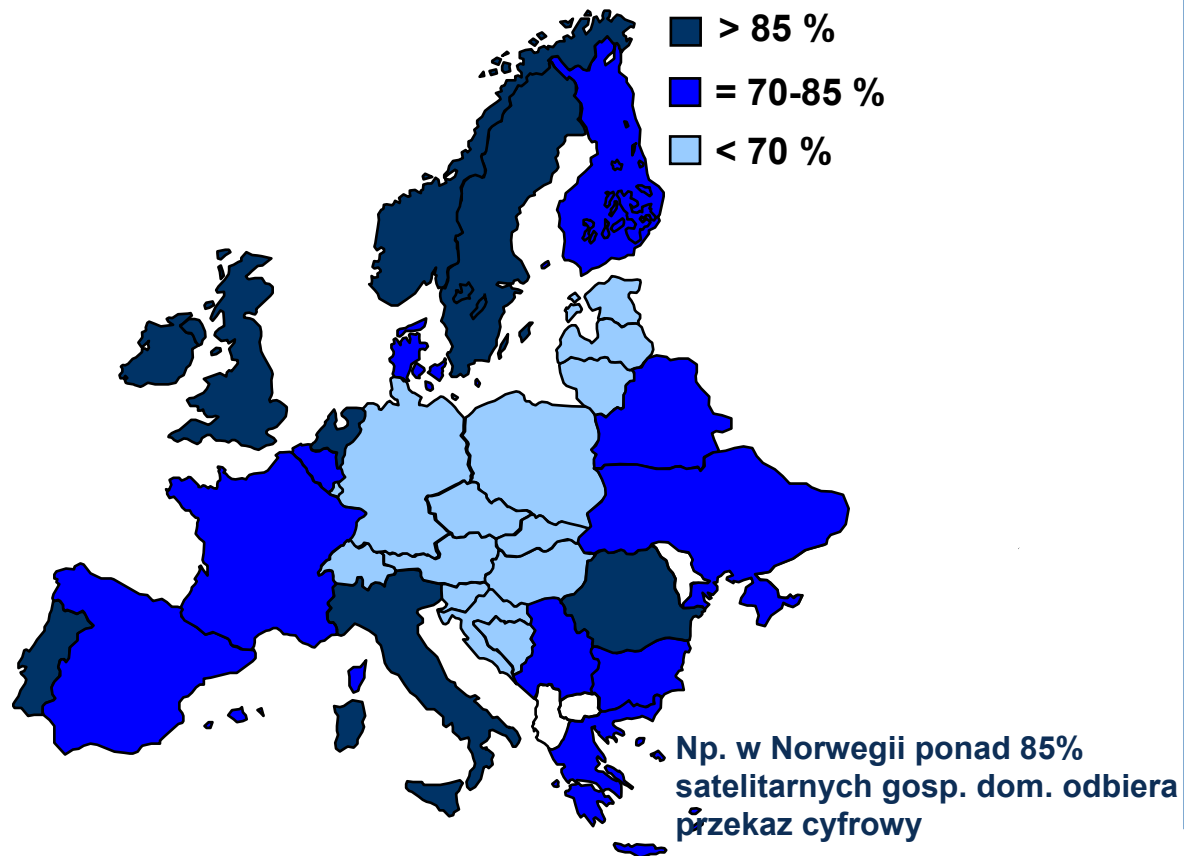 > 85 %
= 70-85 %
< 70 %
Np. w Norwegii ponad 85%
satelitarnych gosp. dom. odbiera
przekaz cyfrowy